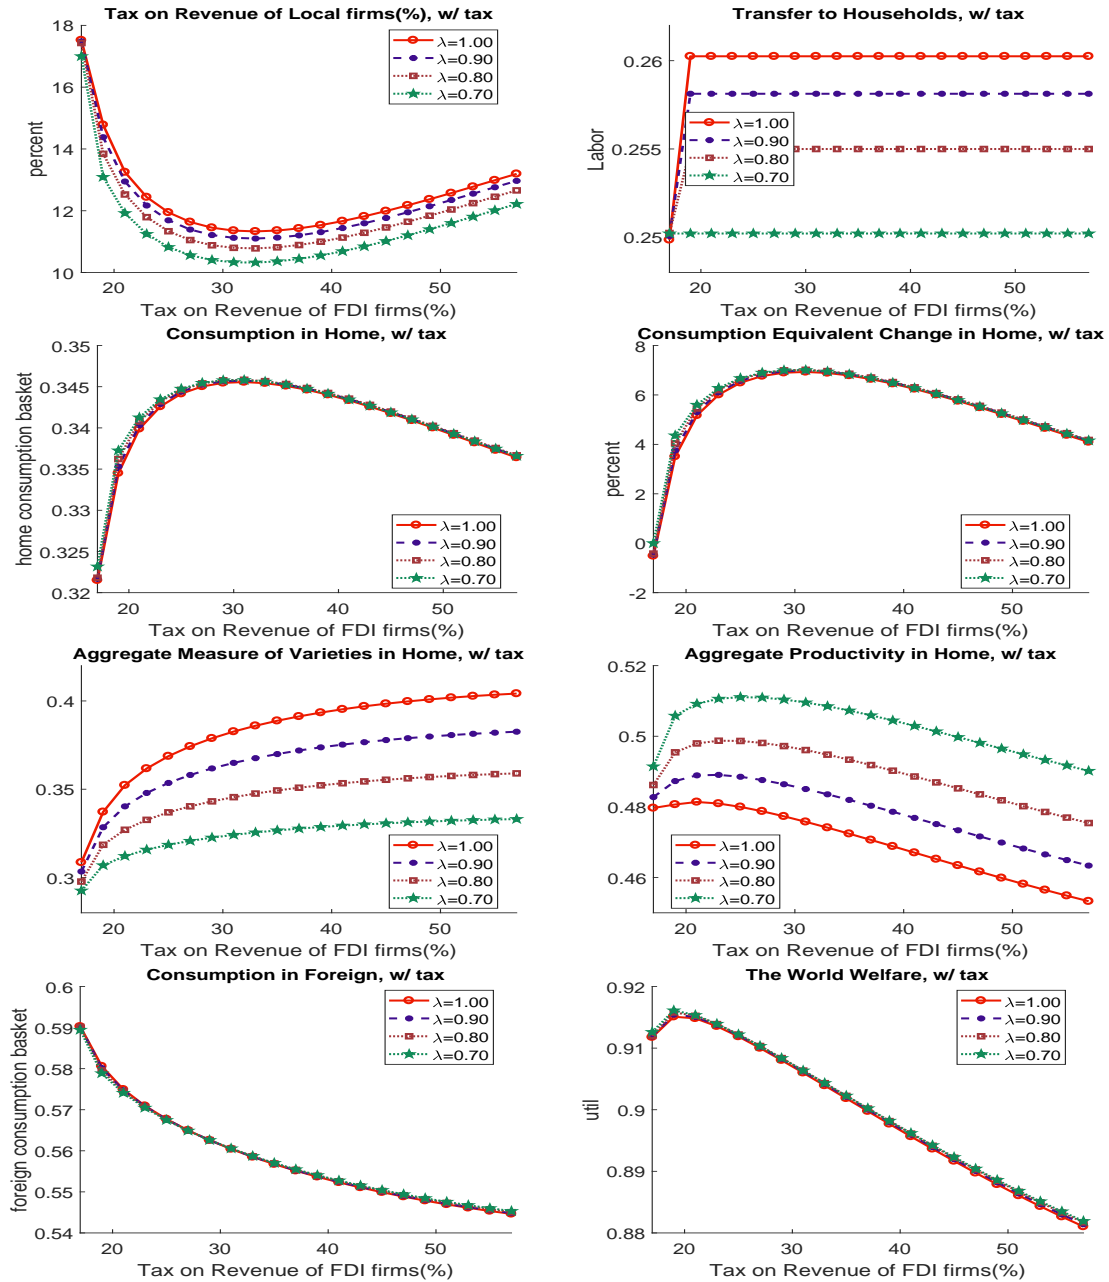 Tax on Revenue of Local firms(%), w/ tax
18
16
14
12
10
percent
λ=1.00
λ=0.90
λ=0.80
λ=0.70
20
30
40
50
Tax on Revenue of FDI firms(%)
Transfer to Households, w/ tax
0.26
0.255
0.25
Labor
λ=1.00
λ=0.90
λ=0.80
λ=0.70
20
30
40
50
Tax on Revenue of FDI firms(%)
Consumption in Home, w/ tax
0.35
0.345
0.34
0.335
0.33
0.325
0.32
home consumption basket
λ=1.00
λ=0.90
λ=0.80
λ=0.70
20
30
40
50
Tax on Revenue of FDI firms(%)
Consumption Equivalent Change in Home, w/ tax
8
6
4
2
0
-2
percent
λ=1.00
λ=0.90
λ=0.80
λ=0.70
20
30
40
50
Tax on Revenue of FDI firms(%)
Aggregate Measure of Varieties in Home, w/ tax
0.4
0.35
0.3
λ=1.00
λ=0.90
λ=0.80
λ=0.70
20
30
40
50
Tax on Revenue of FDI firms(%)
Aggregate Productivity in Home, w/ tax
0.52
0.5
0.48
0.46
λ=1.00
λ=0.90
λ=0.80
λ=0.70
20
30
40
50
Tax on Revenue of FDI firms(%)
Consumption in Foreign, w/ tax
0.6
0.59
0.58
0.57
0.56
0.55
0.54
foreign consumption basket
λ=1.00
λ=0.90
λ=0.80
λ=0.70
20
30
40
50
Tax on Revenue of FDI firms(%)
The World Welfare, w/ tax
0.92
0.91
0.9
0.89
0.88
util
λ=1.00
λ=0.90
λ=0.80
λ=0.70
20
30
40
50
Tax on Revenue of FDI firms(%)